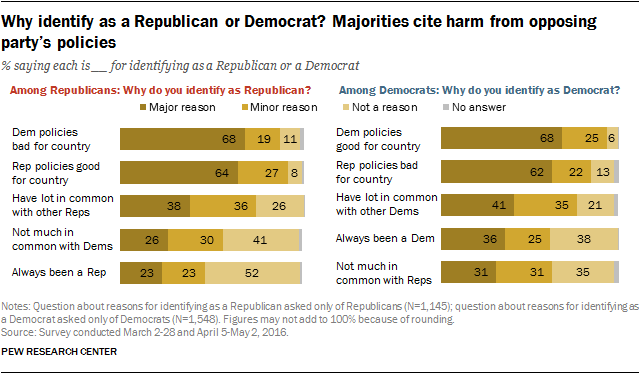 Why identify as a Republican or Democrat? Majorities cite harm from opposing
party's policies
% saying each is __ for identifying as a Republican or a Democrat
Among Republicans: Why do you identify as Republican?
Major reason Minor reason Not a reason No answer
Dem policies
bad for country 68 19 11
Rep policies good
for country 64 27 8
Have lot in common
with other Reps 38 36 26
Not much in
common with Dems 26 30 41
Always been a Rep 23 23 52
Among Democrats: Why do you identify as Democrat?
Dem policies
good for country 68 25 6
Rep policies bad
for country 62 22 13
Have lot in common
with other Dems 41 35 21
Always been a Dem 36 25 38
Not much in
common with Reps 31 31 35
Notes: Question about reasons for identifying as a Republican asked only of Republicans (N=1,145); question about reasons for identifying as
a Democrat asked only of Democrats (N=1,548). Figures may not add to 100% because of rounding.
Source: Survey conducted March 2-28 and April 5-May 2, 2016.
PEW RESEARCH CENTER